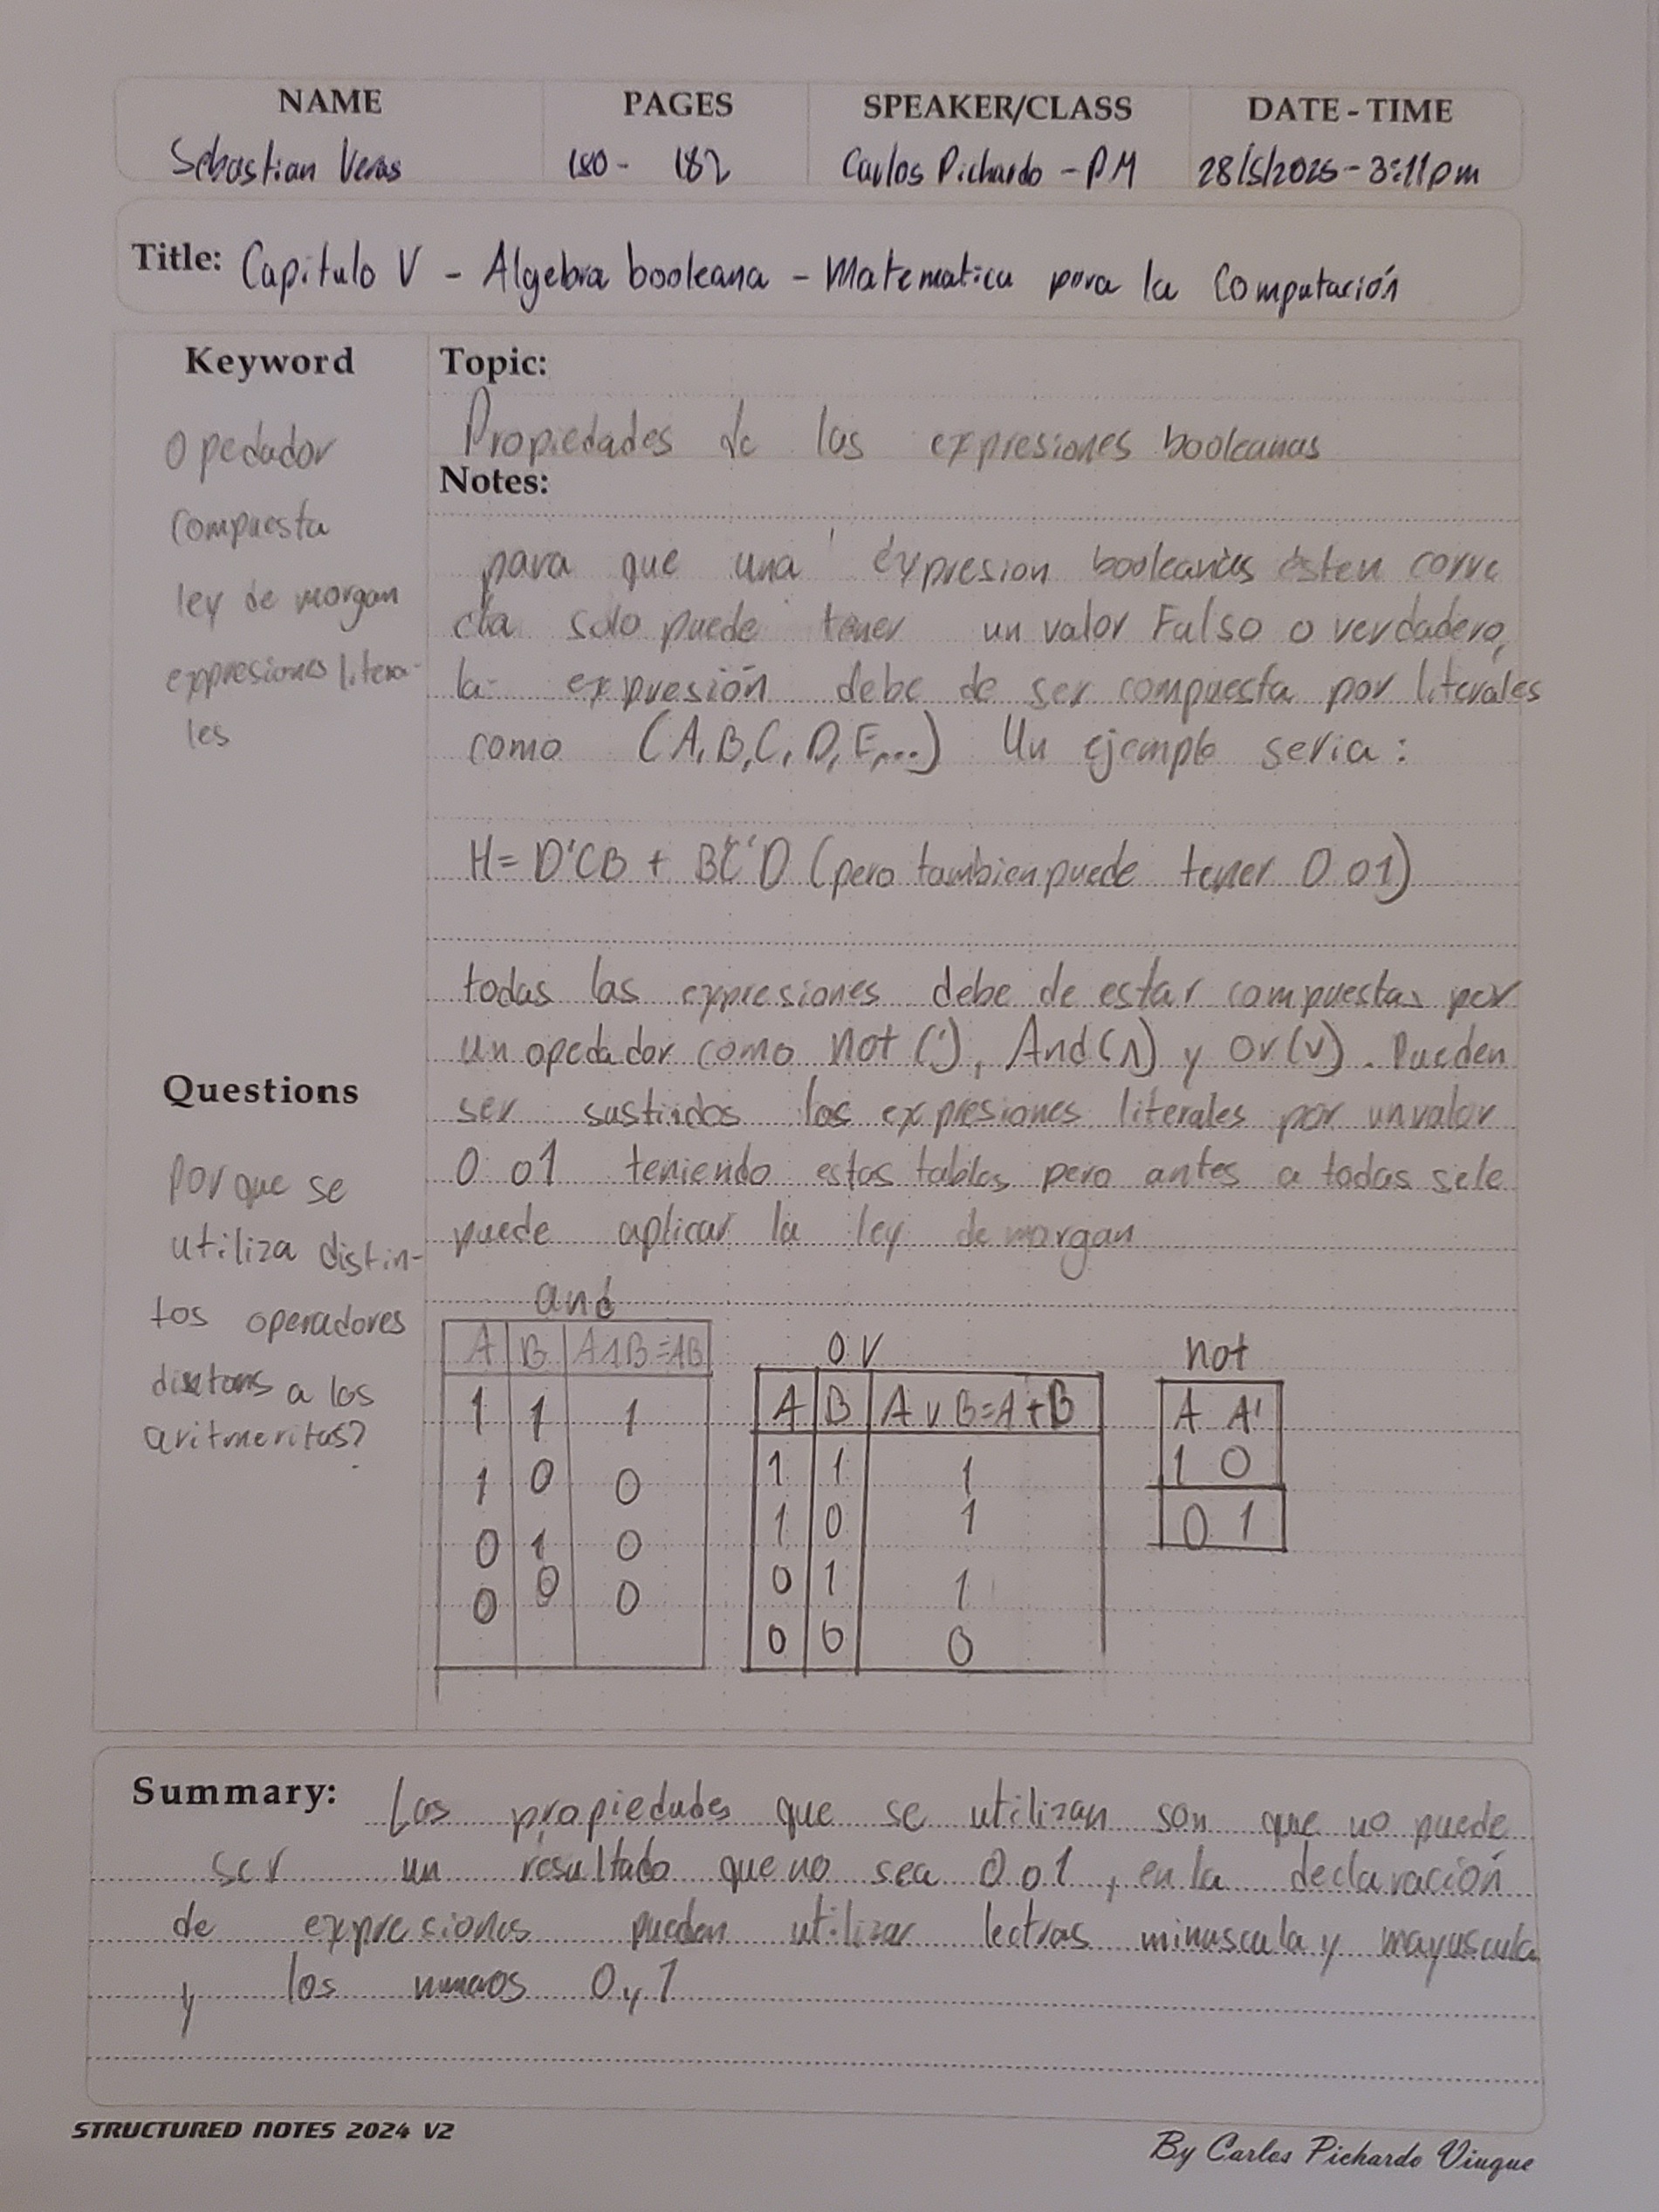 NAME PAGES SPEAKER/CLASS DATE - TIME
Sebastian Veras 180 - 182 Carlos Pichardo - PM 28/5/2025 - 3:11pm
Title: Capitulo V - Algebra booleana - Matematica para la Computación
Keyword
Opedador
compuesta
ley de morgan
expresiones litera-
les
Topic:
Propiedades de las expresiones booleanas
Notes:
para que una expresion booleanas esten corre
cta solo puede tener un valor Falso o verdadero,
la expresión debe de ser compuesta por literales
como (A, B, C, D, E,...) Un ejemplo seria:
H= D'CB + BC'D (pero tambien puede tener 0 o 1)
todas las expresiones debe de estar compuestas por
un opedador como Not ('), And (∧) y Or (v). Pueden
ser sustiidos las expresiones literales por un valor
0 o 1 teniendo estas tablas pero antes a todas se le
puede aplicar la ley de morgan
Questions
Por que se
utiliza distin-
tos operadores
a los
aritmeritas?
and
A B A∧B=AB
1 1 1
1 0 0
0 1 0
0 0 0
or
A B A v B=A+B
1 1 1
1 0 1
0 1 1
0 0 0
not
A A'
1 0
0 1
Summary: Las propiedades que se utilizan son que no puede
ser un resultado que no sea 0 o 1, en la declaración
de expresiones pueden utilizar lectras minuscula y mayuscula
y los numeros 0 y 1
STRUCTURED NOTES 2024 V2
By Carlos Pichardo Viuque